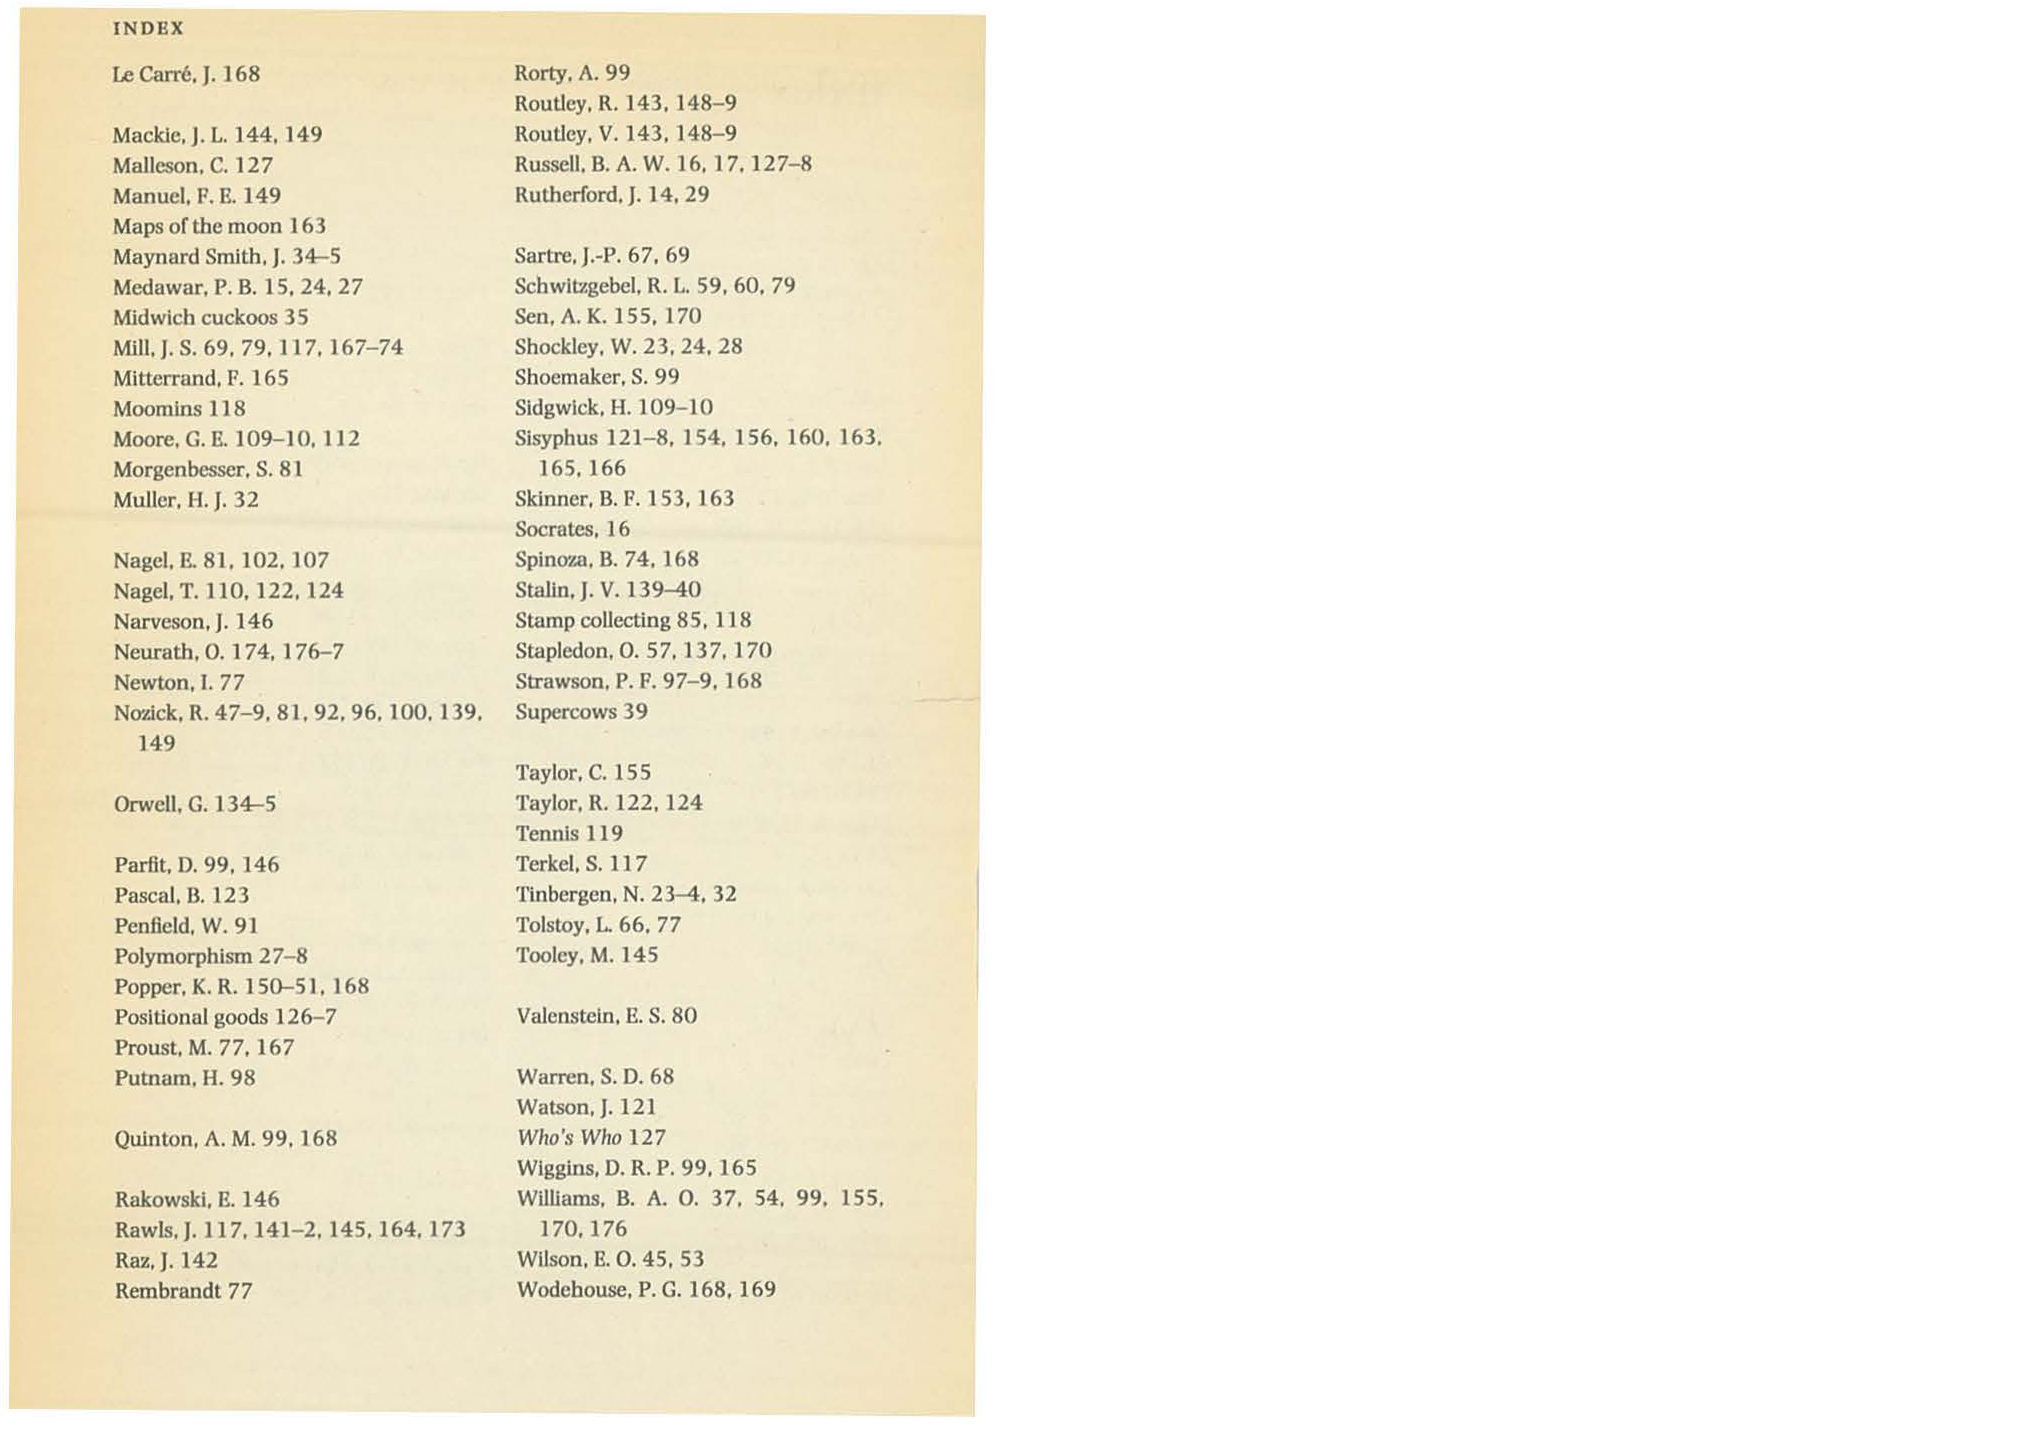 INDEX
Le Carré, J. 168
Mackie, J. L. 144, 149
Malleson, C. 127
Manuel, F. E. 149
Maps of the moon 163
Maynard Smith, J. 34–5
Medawar, P. B. 15, 24, 27
Midwich cuckoos 35
Mill, J. S. 69, 79, 117, 167–74
Mitterrand, F. 165
Moomins 118
Moore, G. E. 109–10, 112
Morgenbesser, S. 81
Muller, H. J. 32
Nagel, E. 81, 102, 107
Nagel, T. 110, 122, 124
Narveson, J. 146
Neurath, O. 174, 176–7
Newton, I. 77
Nozick, R. 47–9, 81, 92, 96, 100, 139,
149
Orwell, G. 134–5
Parfit, D. 99, 146
Pascal, B. 123
Penfield, W. 91
Polymorphism 27–8
Popper, K. R. 150–51, 168
Positional goods 126–7
Proust, M. 77, 167
Putnam, H. 98
Quinton, A. M. 99, 168
Rakowski, E. 146
Rawls, J. 117, 141–2, 145, 164, 173
Raz, J. 142
Rembrandt 77
Rorty, A. 99
Routley, R. 143, 148–9
Routley, V. 143, 148–9
Russell, B. A. W. 16, 17, 127–8
Rutherford, J. 14, 29
Sartre, J.-P. 67, 69
Schwitzgebel, R. L. 59, 60, 79
Sen, A. K. 155, 170
Shockley, W. 23, 24, 28
Shoemaker, S. 99
Sidgwick, H. 109–10
Sisyphus 121–8, 154, 156, 160, 163,
165, 166
Skinner, B. F. 153, 163
Socrates, 16
Spinoza, B. 74, 168
Stalin, J. V. 139–40
Stamp collecting 85, 118
Stapledon, O. 57, 137, 170
Strawson, P. F. 97–9, 168
Supercows 39
Taylor, C. 155
Taylor, R. 122, 124
Tennis 119
Terkel, S. 117
Tinbergen, N. 23–4, 32
Tolstoy, L. 66, 77
Tooley, M. 145
Valenstein, E. S. 80
Warren, S. D. 68
Watson, J. 121
Who's Who 127
Wiggins, D. R. P. 99, 165
Williams, B. A. O. 37, 54, 99, 155,
170, 176
Wilson, E. O. 45, 53
Wodehouse, P. G. 168, 169